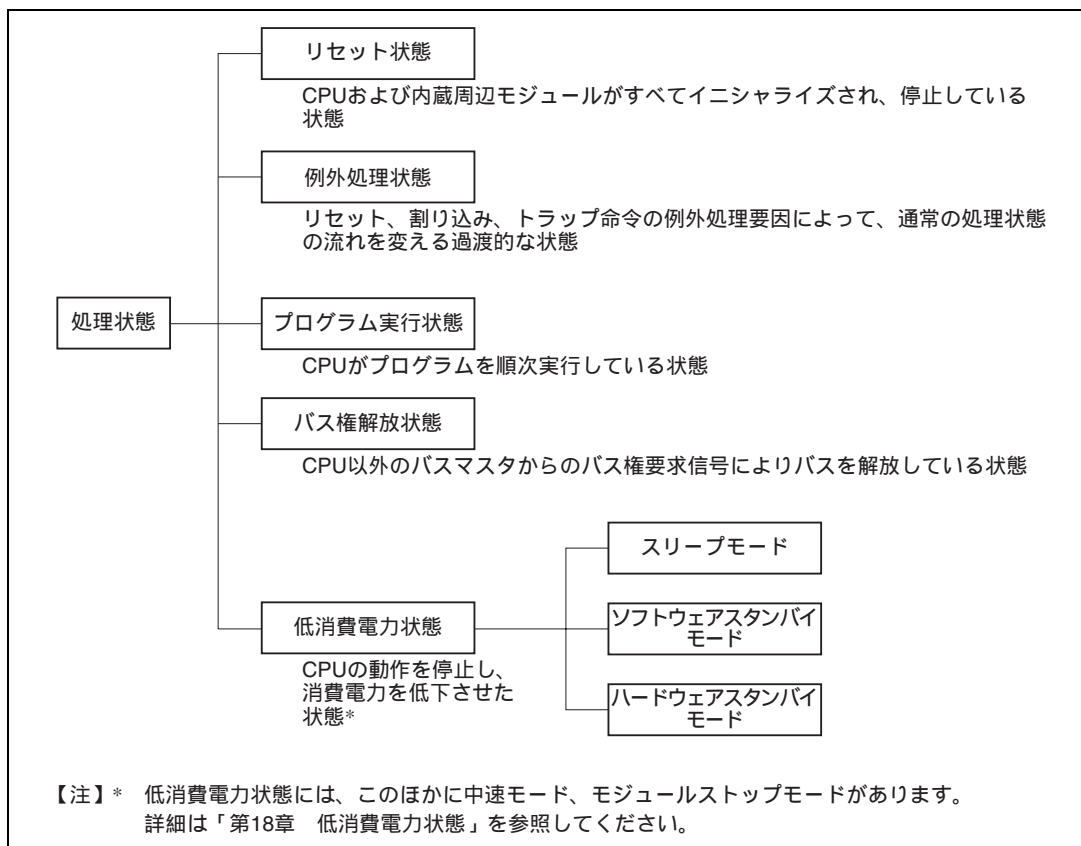 リセット状態
CPUおよび内蔵周辺モジュールがすべてイニシャライズされ、停止している
状態
例外処理状態
リセット、割り込み、トラップ命令の例外処理要因によって、通常の処理状態
の流れを変える過渡的な状態
処理状態
プログラム実行状態
CPUがプログラムを順次実行している状態
バス権解放状態
CPU以外のバスマスタからのバス権要求信号によりバスを解放している状態
低消費電力状態
CPUの動作を停止し、
消費電力を低下させた
状態*
スリープモード
ソフトウェアスタンバイ
モード
ハードウェアスタンバイ
モード
【注】* 低消費電力状態には、このほかに中速モード、モジュールストップモードがあります。
詳細は「第18章 低消費電力状態」を参照してください。